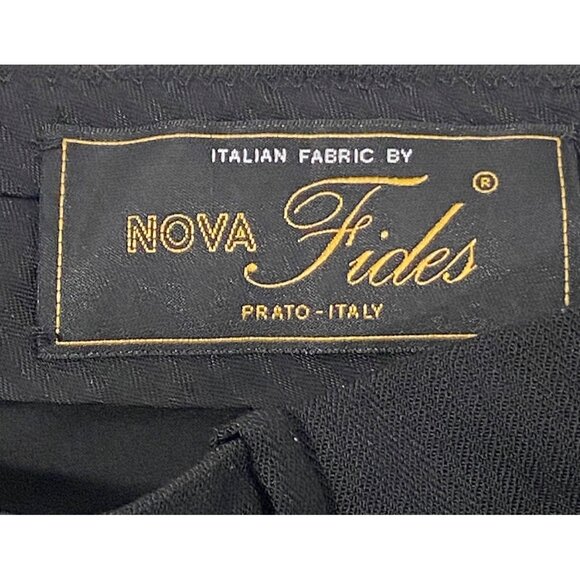 ITALIAN FABRIC BY
NOVA Fides ®
PRATO-ITALY